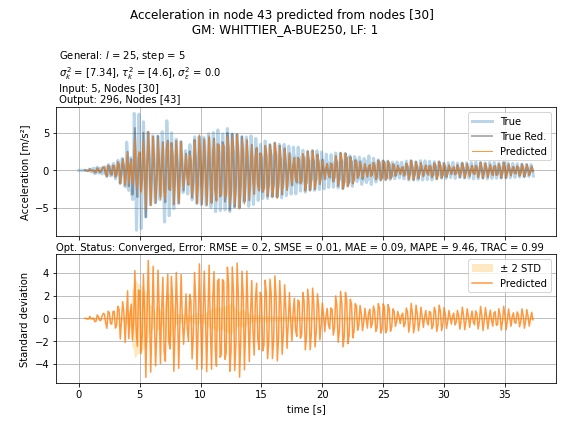 Acceleration in node 43 predicted from nodes [30]
GM: WHITTIER_A-BUE250, LF: 1
General: l = 25, step = 5
σ²ₖ = [7.34], τ²ₖ = [4.6], σ²ε = 0.0
Input: 5, Nodes [30]
Output: 296, Nodes [43]
Acceleration [m/s²]
5
0
−5
True
True Red.
Predicted
Opt. Status: Converged, Error: RMSE = 0.2, SMSE = 0.01, MAE = 0.09, MAPE = 9.46, TRAC = 0.99
Standard deviation
4
2
0
−2
−4
± 2 STD
Predicted
0 5 10 15 20 25 30 35
time [s]